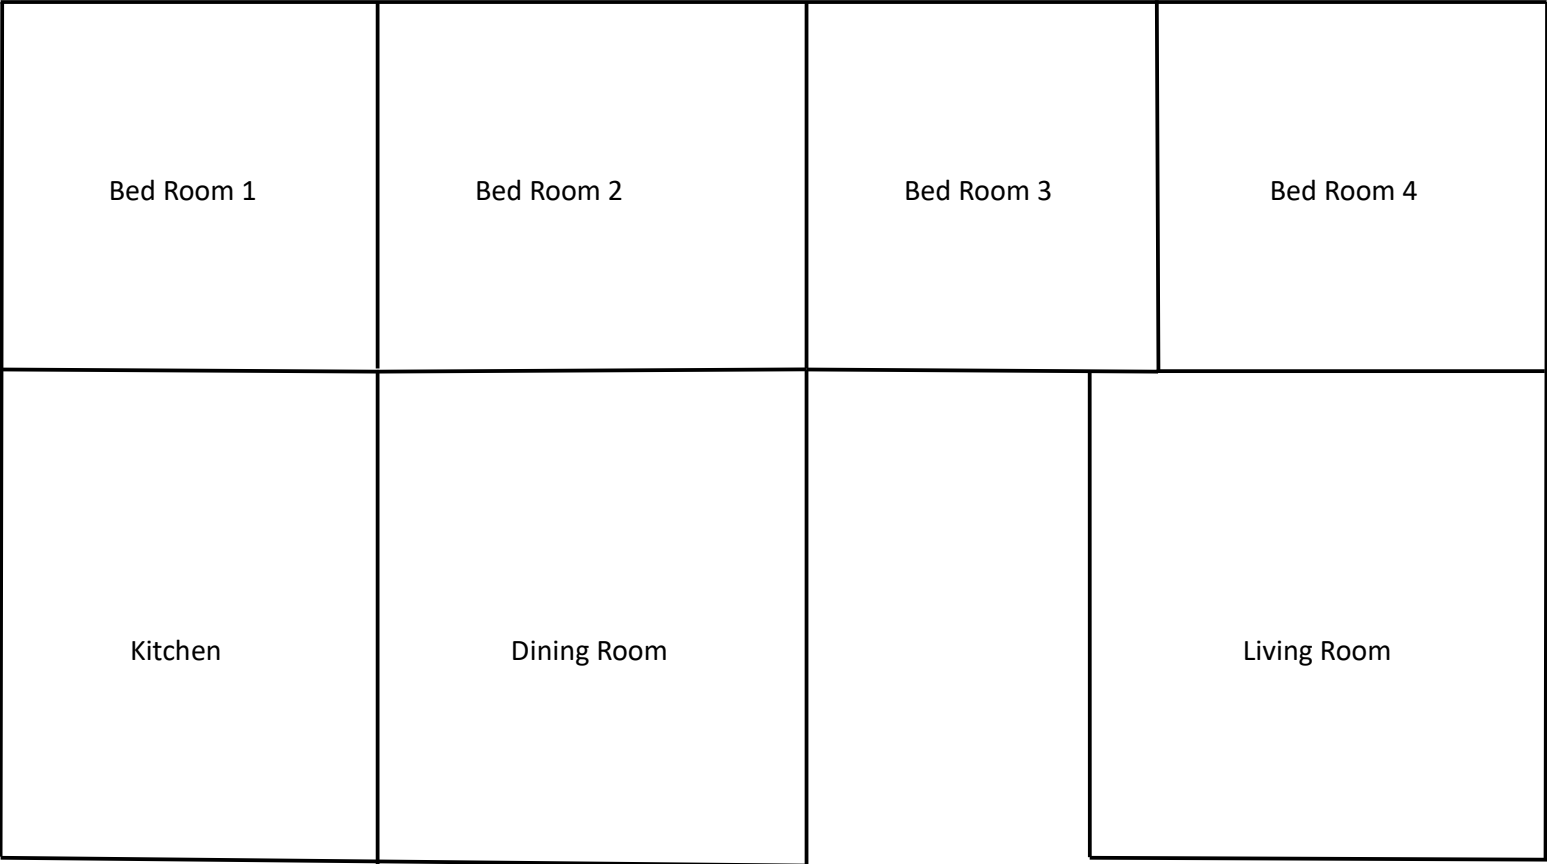 Bed Room 1
Bed Room 2
Bed Room 3
Bed Room 4
Kitchen
Dining Room
Living Room